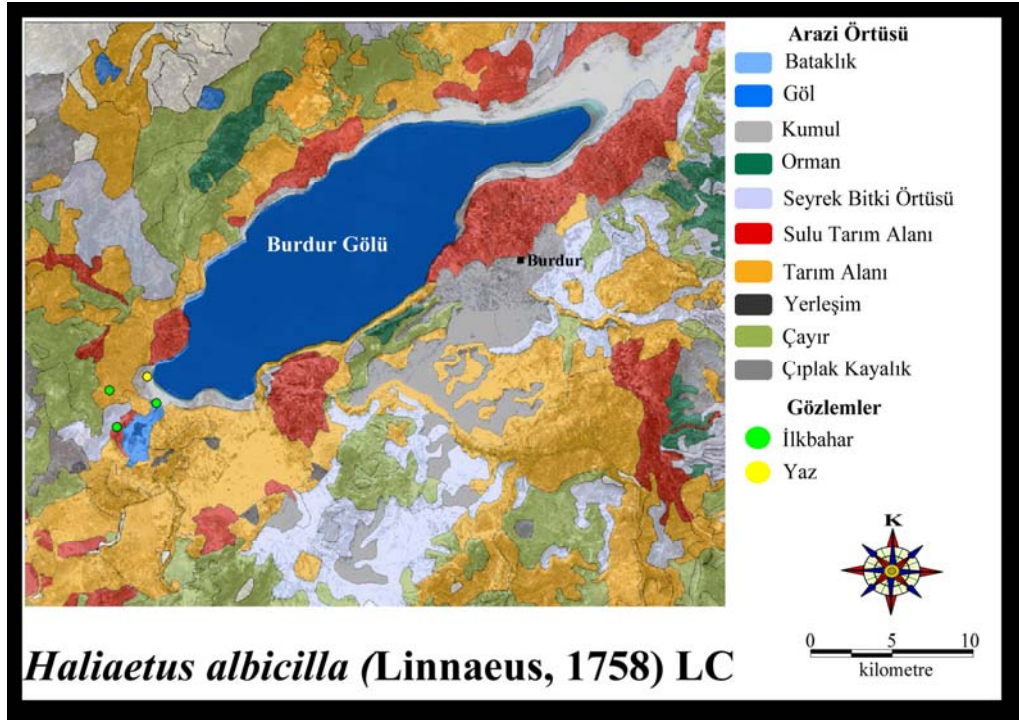 Arazi Örtüsü
Bataklık
Göl
Kumul
Orman
Seyrek Bitki Örtüsü
Sulu Tarım Alanı
Tarım Alanı
Yerleşim
Çayır
Çıplak Kayalık
Gözlemler
İlkbahar
Yaz
Burdur Gölü
Burdur
K
0 5 10
kilometre
Haliaetus albicilla (Linnaeus, 1758) LC